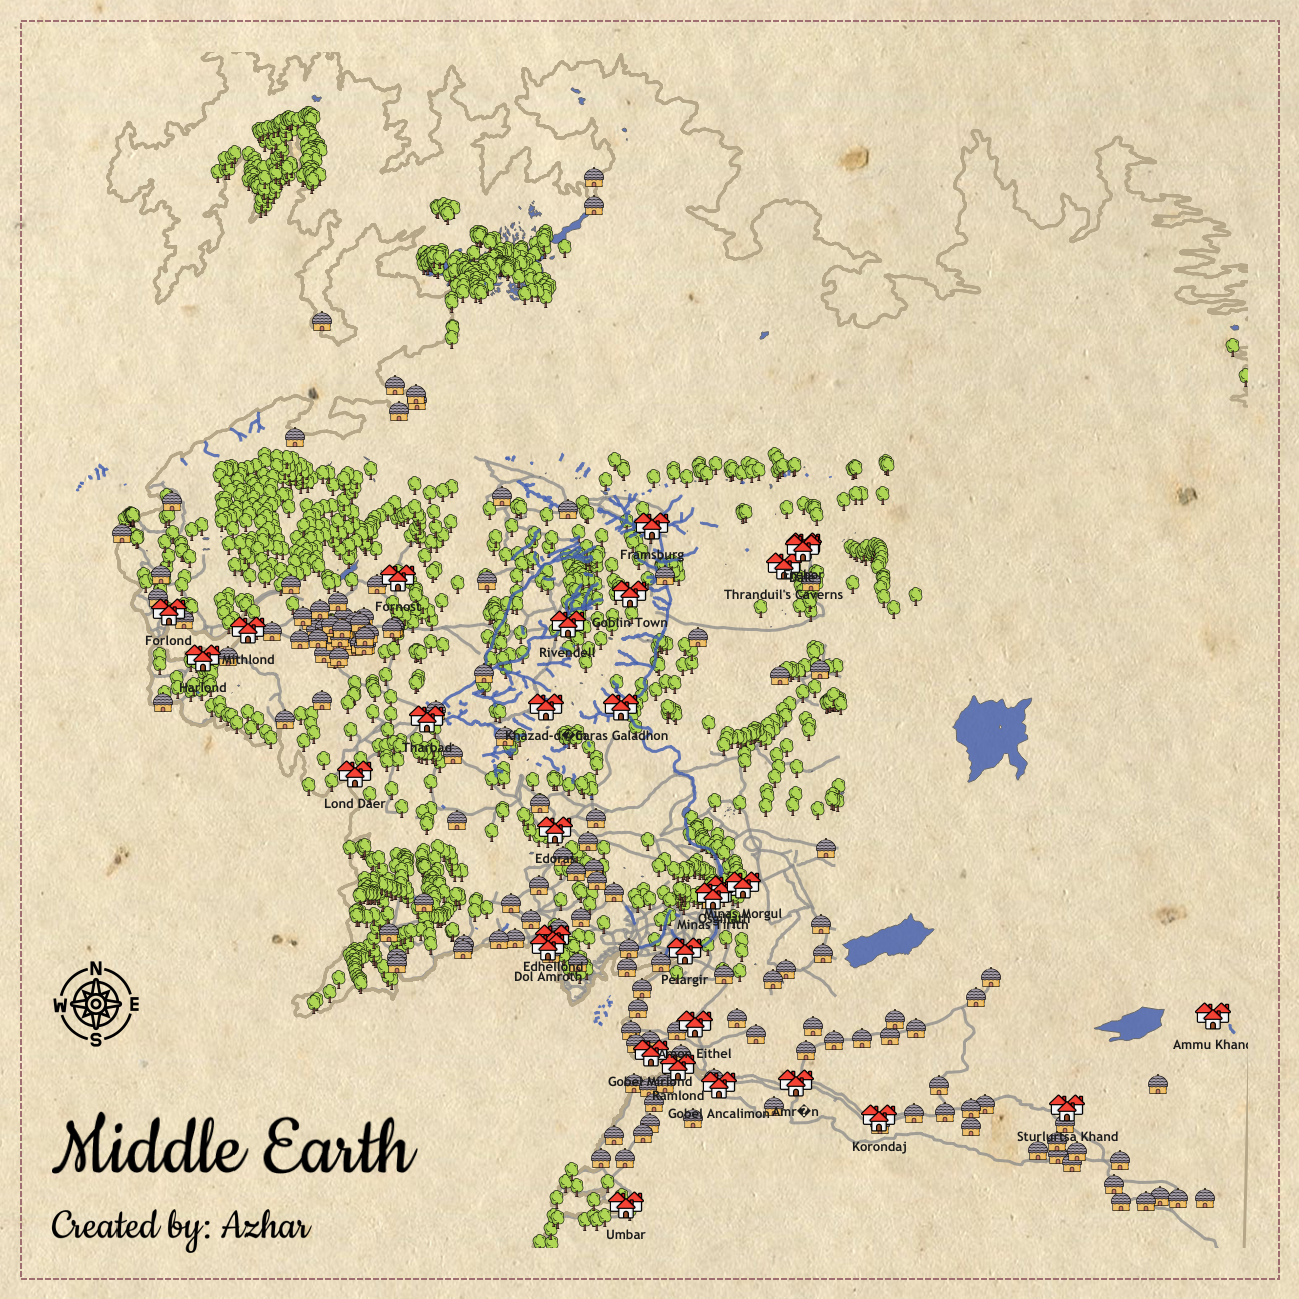 Framsburg
Thranduil's Caverns
Fornost
Goblin Town
Forlond
Rivendell
Mithlond
Harlond
Khazad-d�m
Caras Galadhon
Tharbad
Lond Daer
Edoras
Minas Morgul
Osgiliath
Minas Tirith
Edhellond
Dol Amroth
Pelargir
N
W E
S
Ammu Khand
Gobel Mirlond
Ramlond
Gobel Ancalimon
Amr�n
Sturlurtsa Khand
Korondaj
Middle Earth
Created by: Azhar
Umbar